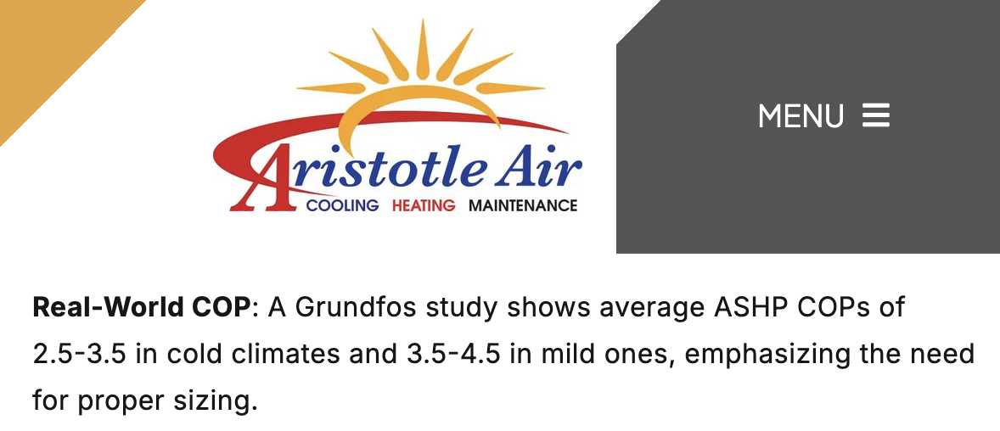 Aristotle Air
COOLING HEATING MAINTENANCE
MENU
Real-World COP: A Grundfos study shows average ASHP COPs of
2.5-3.5 in cold climates and 3.5-4.5 in mild ones, emphasizing the need
for proper sizing.